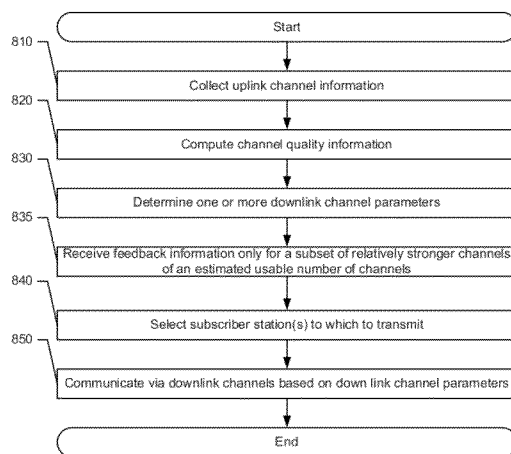 Start
810
Collect uplink channel information
820
Compute channel quality information
830
Determine one or more downlink channel parameters
835
Receive feedback information only for a subset of relatively stronger channels
of an estimated usable number of channels
840
Select subscriber station(s) to which to transmit
850
Communicate via downlink channels based on down link channel parameters
End